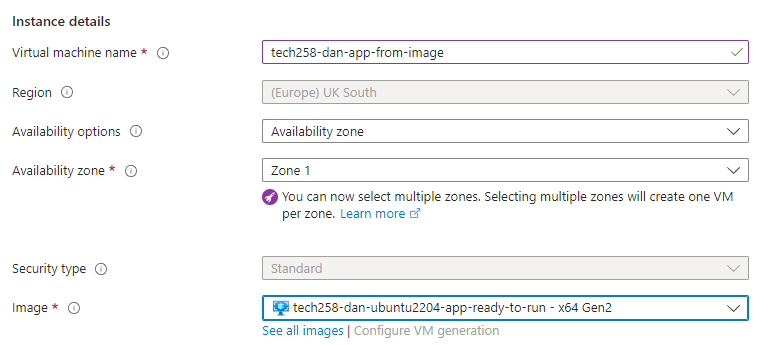 Instance details
Virtual machine name *
tech258-dan-app-from-image
Region
(Europe) UK South
Availability options
Availability zone
Availability zone *
Zone 1
You can now select multiple zones. Selecting multiple zones will create one VM
per zone. Learn more
Security type
Standard
Image *
tech258-dan-ubuntu2204-app-ready-to-run - x64 Gen2
See all images | Configure VM generation